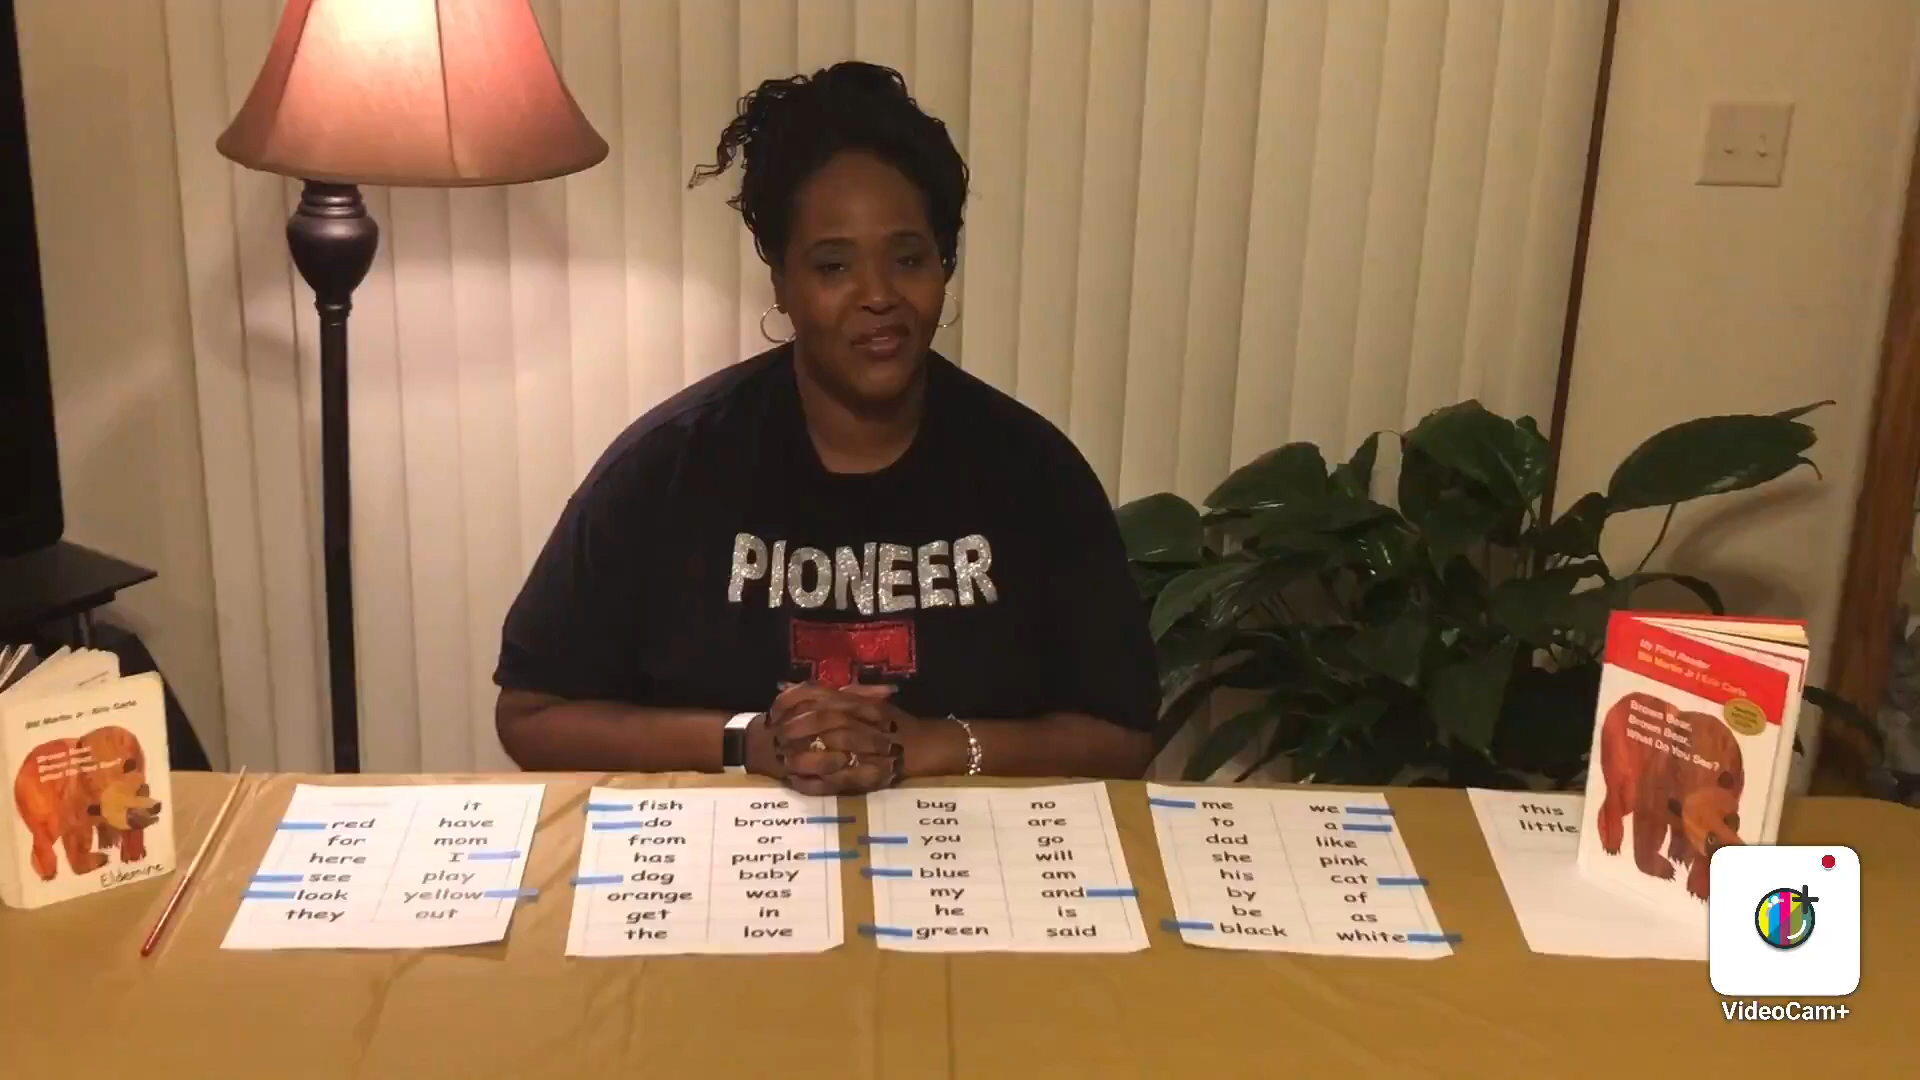 PIONEER
T
Bill Martin Jr / Eric Carle
Brown Bear,
Brown Bear,
What Do You See?
Eldemire
it
red have
for mom
here I
see play
look yellow
they out
fish one
do brown
from or
has purple
dog baby
orange was
get in
the love
bug no
can are
you go
on will
blue am
my and
he is
green said
me we
to a
dad like
she pink
his cat
by of
be as
black white
this
little
My First Reader
Bill Martin Jr / Eric Carle
Brown Bear,
Brown Bear,
What Do You See?
VideoCam+